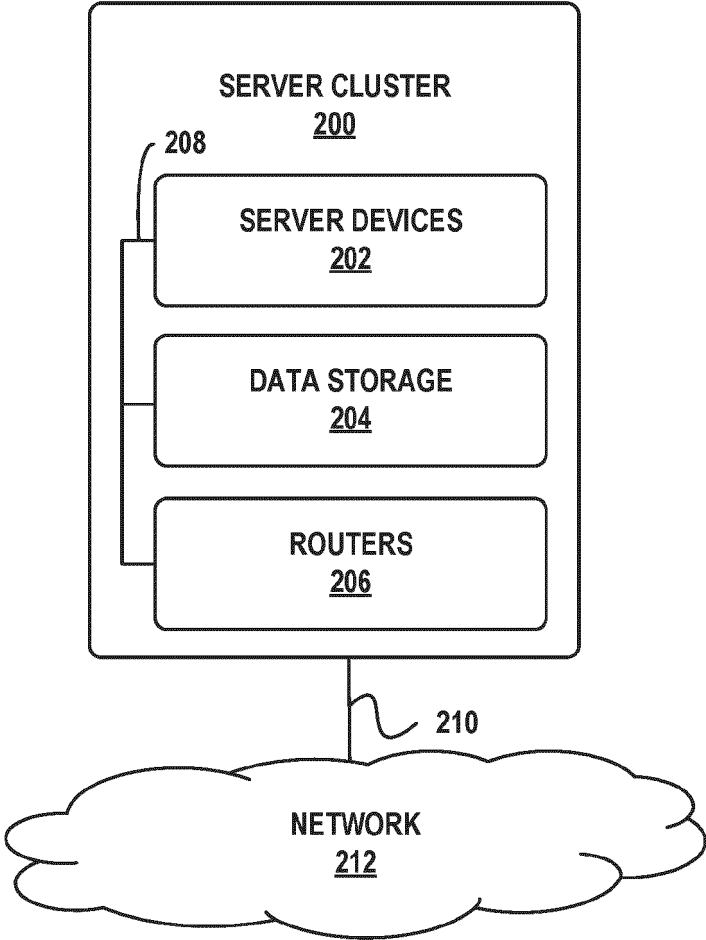 SERVER CLUSTER
200
208
SERVER DEVICES
202
DATA STORAGE
204
ROUTERS
206
210
NETWORK
212